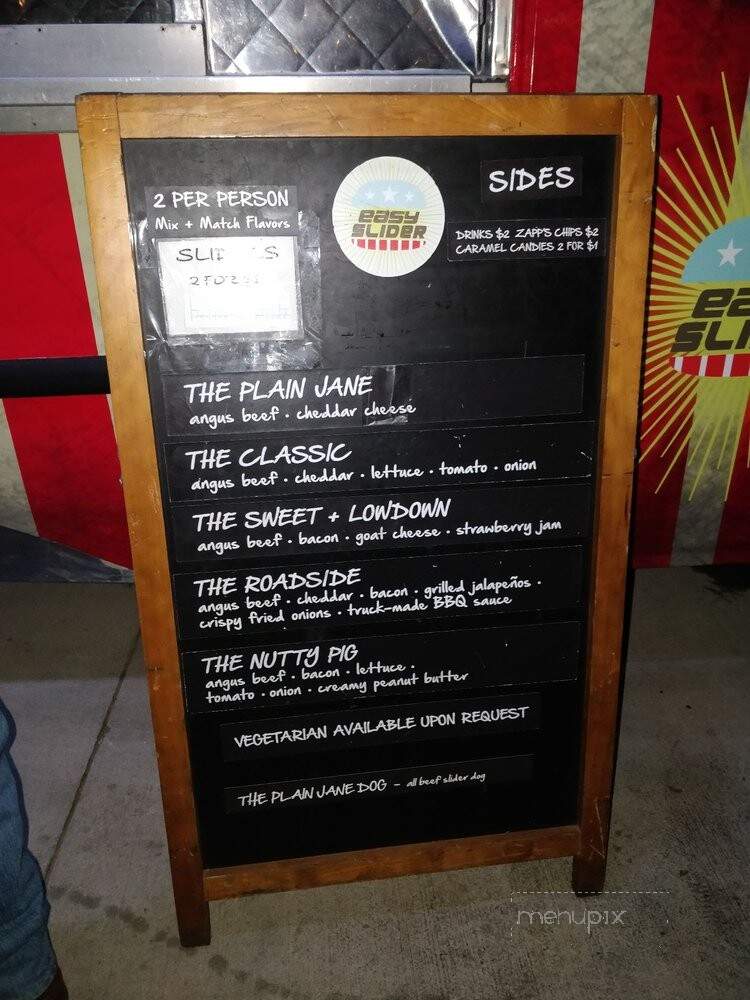 2 PER PERSON
Mix + Match Flavors
easy
SLIDER
SIDES
DRINKS $2 ZAPP'S CHIPS $2
CARAMEL CANDIES 2 FOR $1
THE PLAIN JANE
angus beef · cheddar cheese
THE CLASSIC
angus beef · cheddar · lettuce · tomato · onion
THE SWEET + LOWDOWN
angus beef · bacon · goat cheese · strawberry jam
THE ROADSIDE
angus beef · cheddar · bacon · grilled jalapeños ·
crispy fried onions · truck-made BBQ sauce
THE NUTTY PIG
angus beef · bacon · lettuce ·
tomato · onion · creamy peanut butter
VEGETARIAN AVAILABLE UPON REQUEST
THE PLAIN JANE DOG - all beef slider dog
menupix